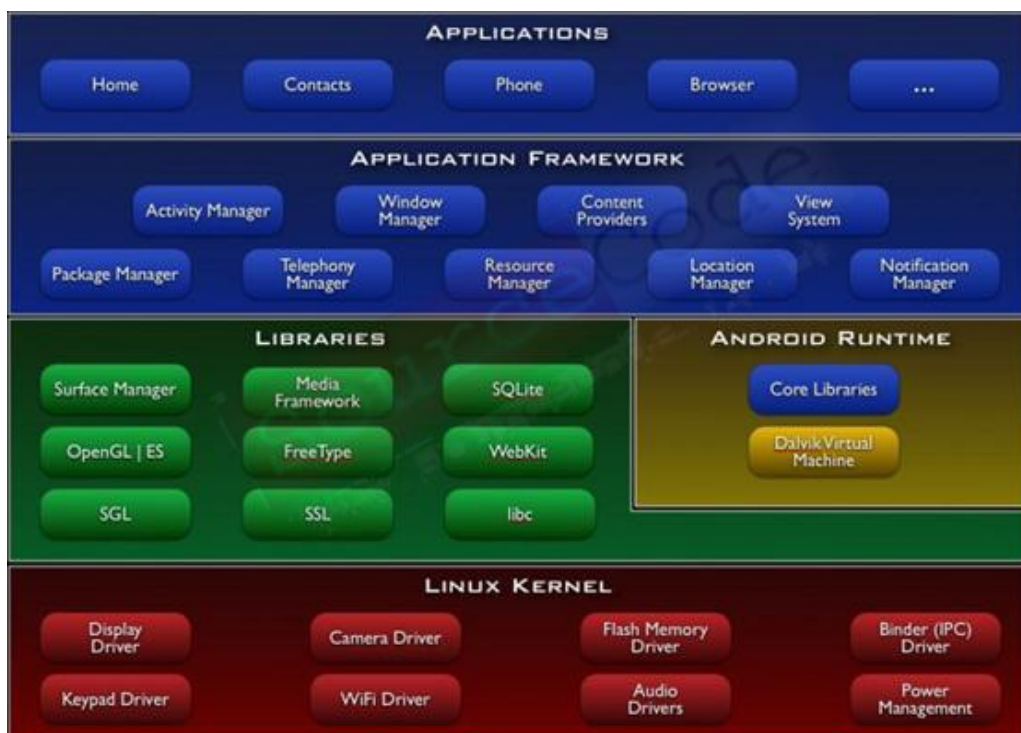 APPLICATIONS
Home
Contacts
Phone
Browser
...
APPLICATION FRAMEWORK
Activity Manager
Window
Manager
Content
Providers
View
System
Package Manager
Telephony
Manager
Resource
Manager
Location
Manager
Notification
Manager
LIBRARIES
Surface Manager
Media
Framework
SQLite
OpenGL | ES
FreeType
WebKit
SGL
SSL
libc
ANDROID RUNTIME
Core Libraries
Dalvik Virtual
Machine
LINUX KERNEL
Display
Driver
Camera Driver
Flash Memory
Driver
Binder (IPC)
Driver
Keypad Driver
WiFi Driver
Audio
Drivers
Power
Management